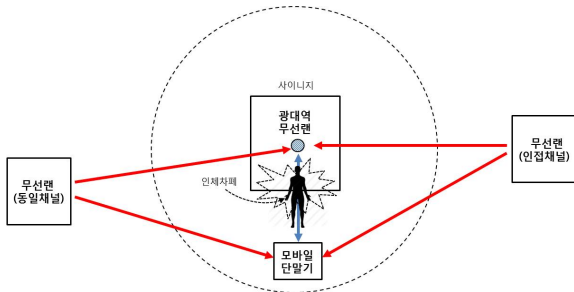 사이니지
광대역
무선랜
무선랜
(인접채널)
인체차폐
무선랜
(동일채널)
모바일
단말기